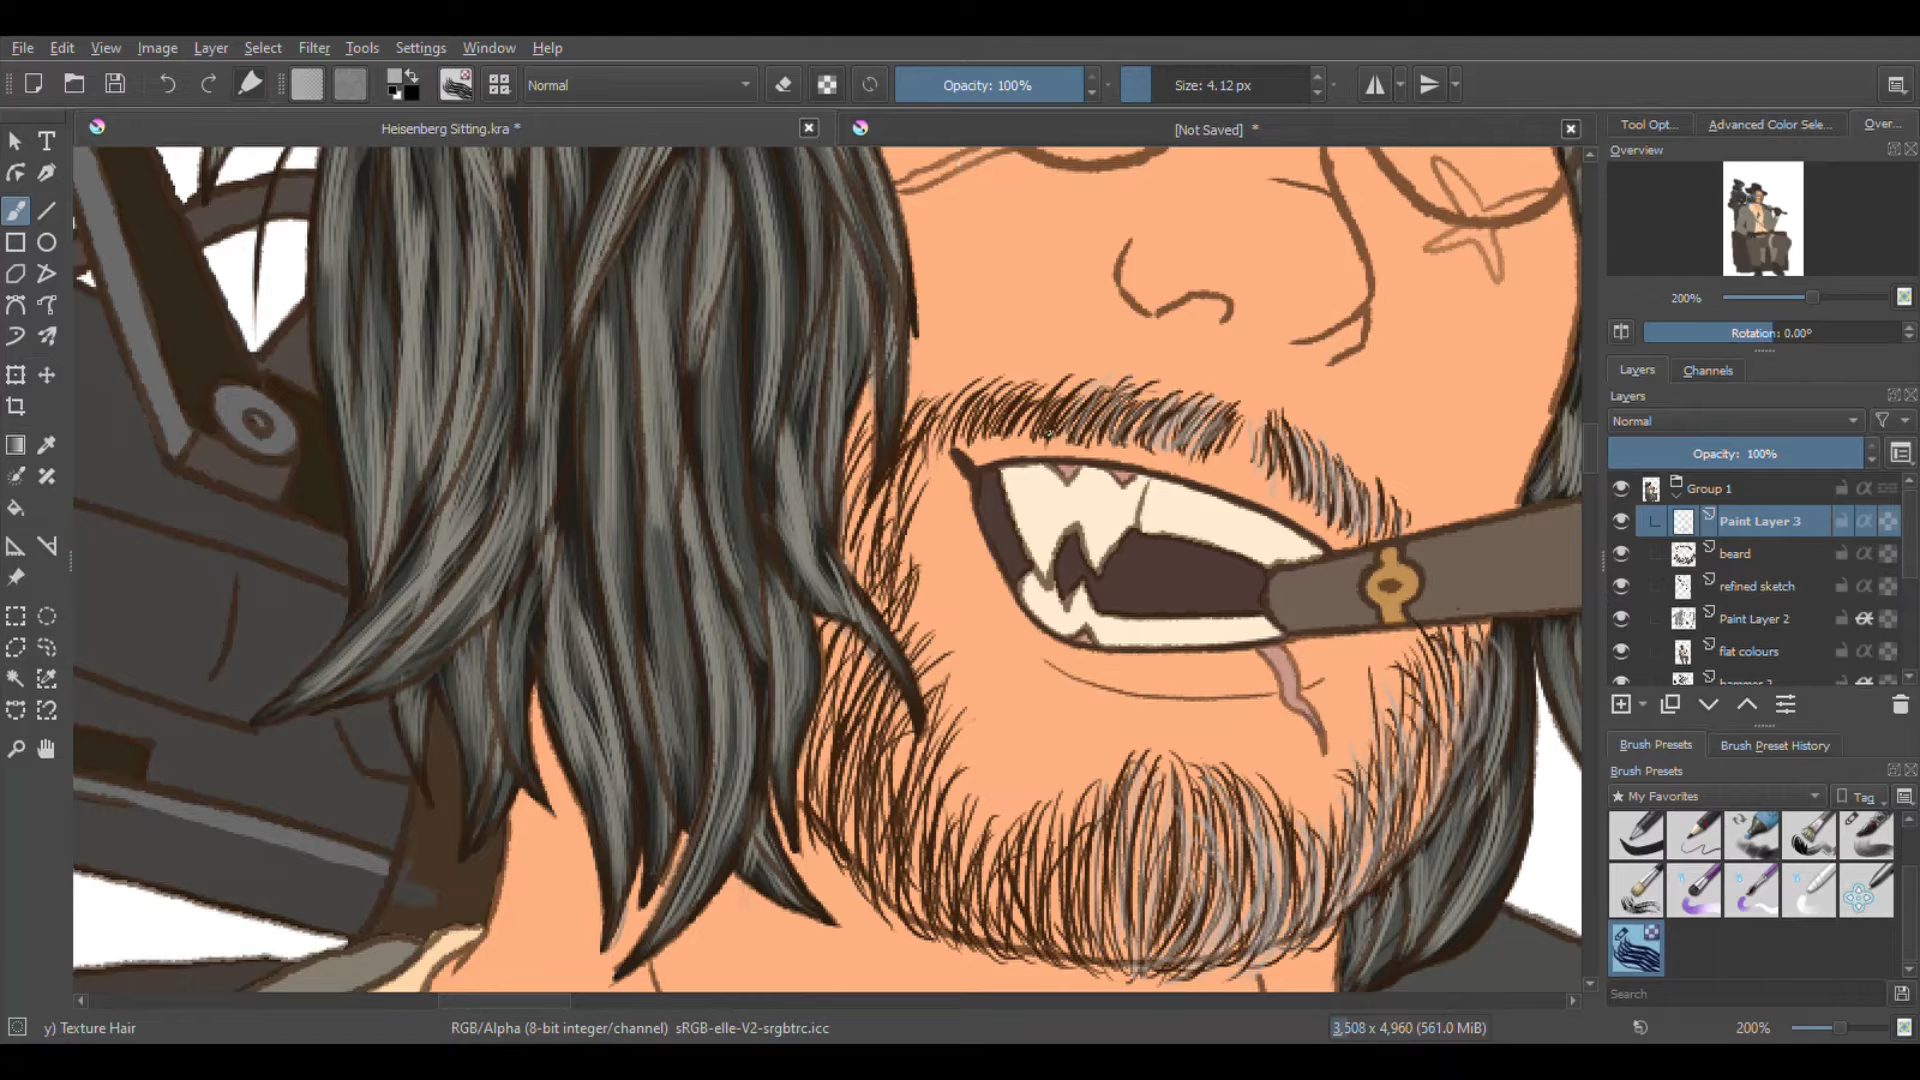 File Edit View Image Layer Select Filter Tools Settings Window Help
Normal Opacity: 100% Size: 4.12 px
Heisenberg Sitting.kra * [Not Saved] * Tool Opt... Advanced Color Sele... Over...
Overview
200%
Rotation: 0.00°
Layers Channels
Layers
Normal
Opacity: 100%
Group 1
Paint Layer 3
beard
refined sketch
Paint Layer 2
flat colours
Brush Presets Brush Preset History
Brush Presets
★ My Favorites Tag
Search
y) Texture Hair RGB/Alpha (8-bit integer/channel) sRGB-elle-V2-srgbtrc.icc 3,508 x 4,960 (561.0 MiB) 200%